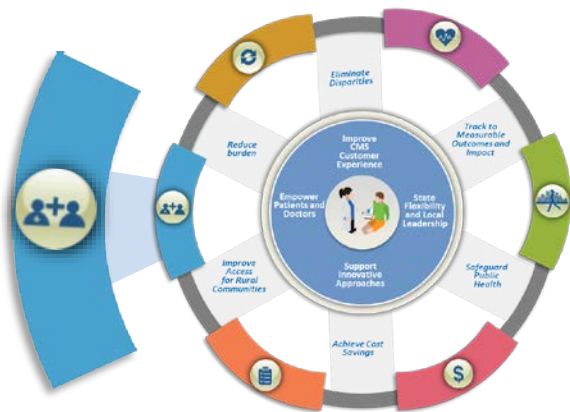 Eliminate
Disparities
Reduce
burden
Track to
Measurable
Outcomes and
Impact
Improve
CMS
Customer
Experience
Empower
Patients and
Doctors
State
Flexibility
and Local
Leadership
Support
Innovative
Approaches
Improve
Access
for Rural
Communities
Safeguard
Public
Health
Achieve Cost
Savings
$